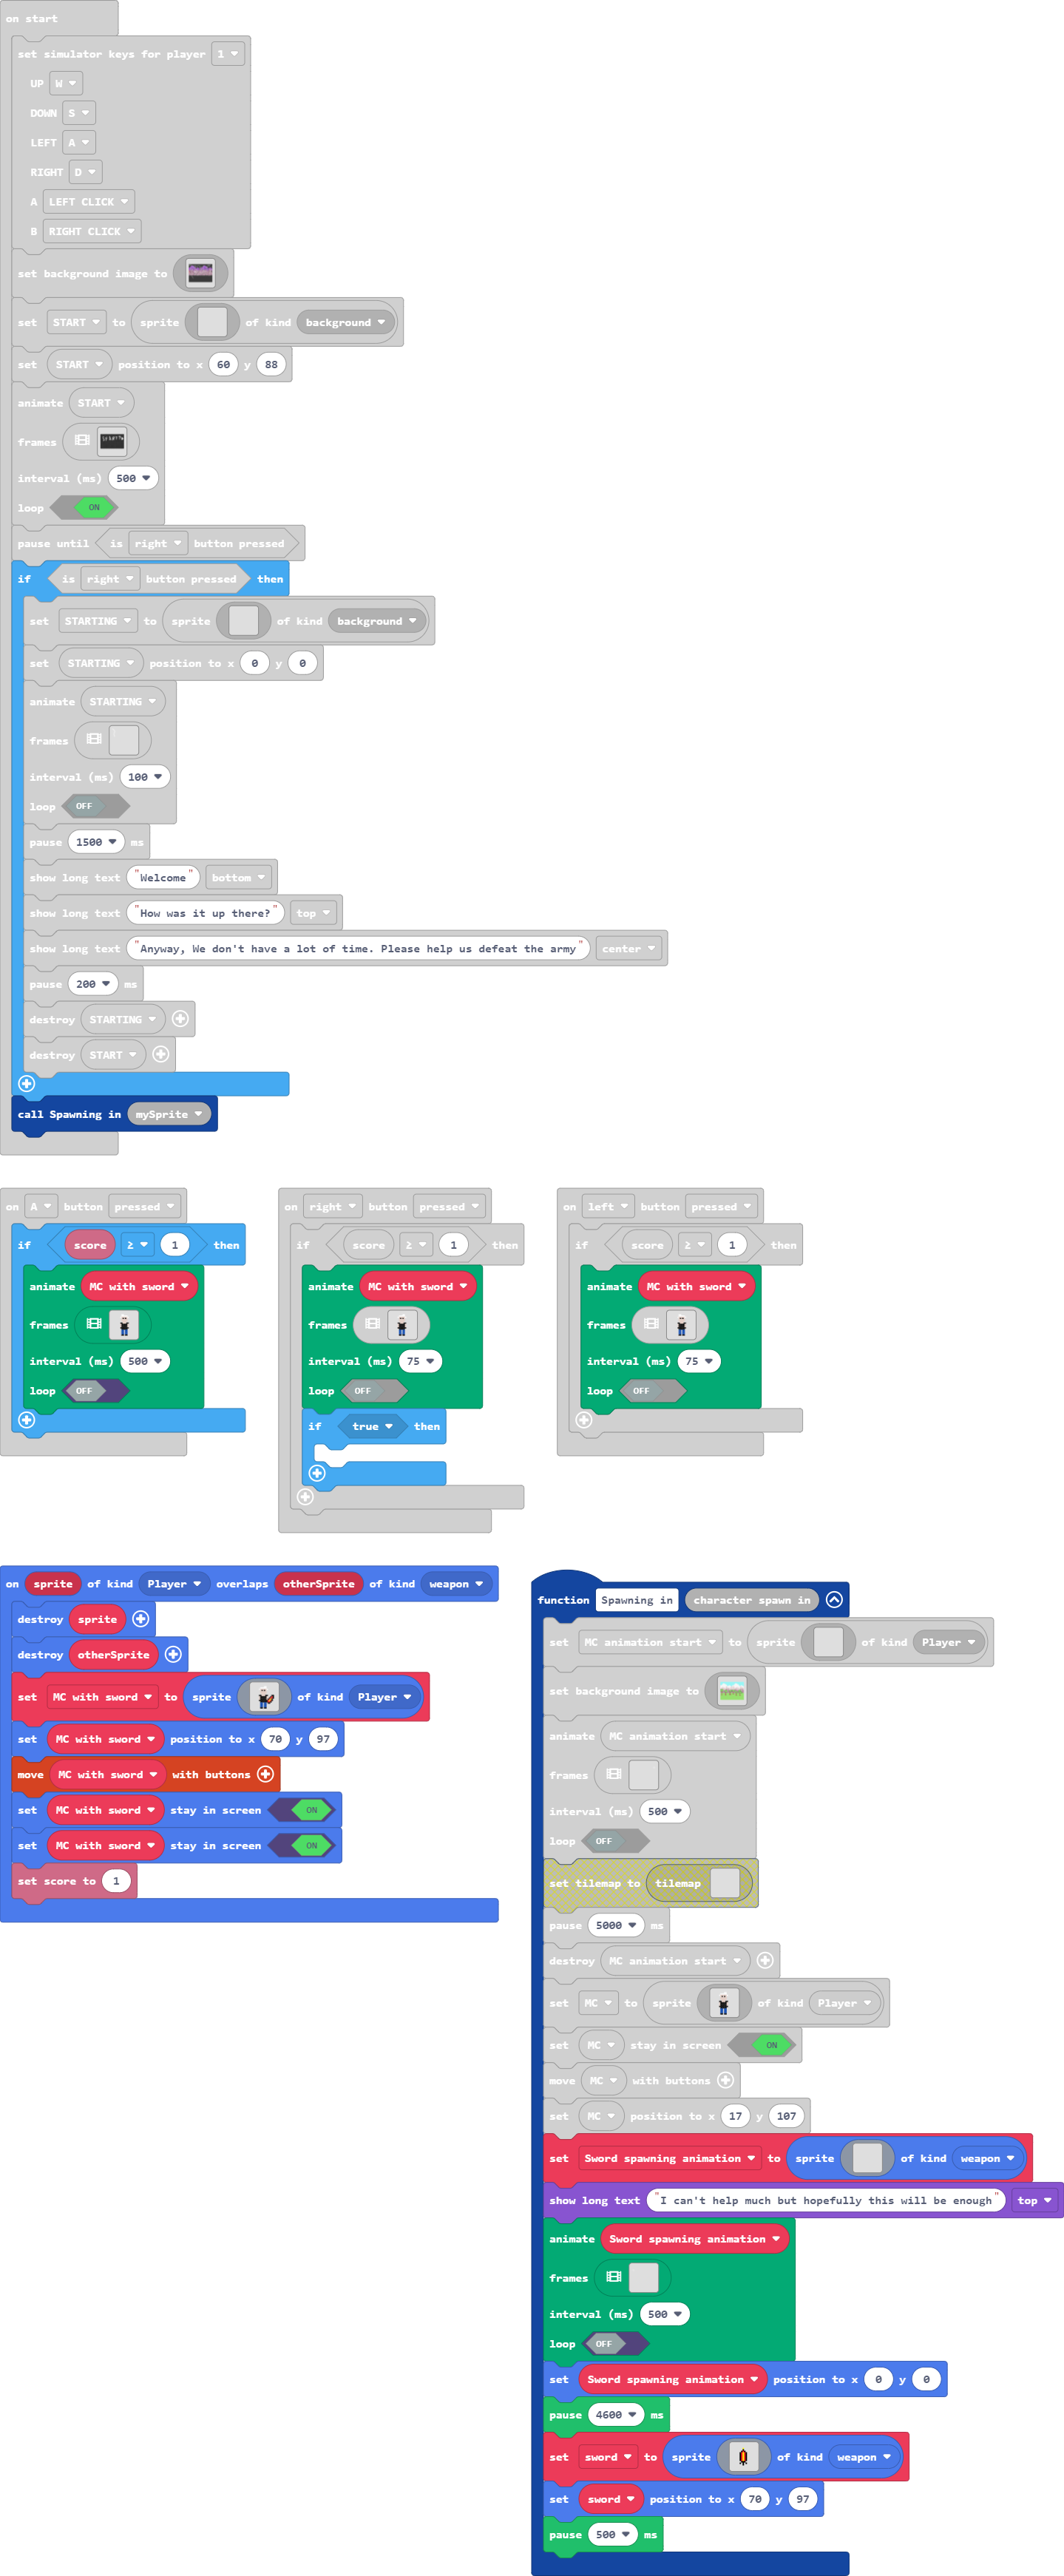 on start
set simulator keys for player 1
UP W
DOWN S
LEFT A
RIGHT D
A LEFT CLICK
B RIGHT CLICK
set background image to
set START to sprite of kind background
set START position to x 60 y 88
animate START
frames
interval (ms) 500
loop ON
pause until is right button pressed
if is right button pressed then
set STARTING to sprite of kind background
set STARTING position to x 0 y 0
animate STARTING
frames
interval (ms) 100
loop OFF
pause 1500 ms
show long text "Welcome" bottom
show long text "How was it up there?" top
show long text "Anyway, We don't have a lot of time. Please help us defeat the army" center
pause 200 ms
destroy STARTING
destroy START
call Spawning in mySprite
on A button pressed
if score ≥ 1 then
animate MC with sword
frames
interval (ms) 500
loop OFF
on right button pressed
if score ≥ 1 then
animate MC with sword
frames
interval (ms) 75
loop OFF
if true then
on left button pressed
if score ≥ 1 then
animate MC with sword
frames
interval (ms) 75
loop OFF
on sprite of kind Player overlaps otherSprite of kind weapon
destroy sprite
destroy otherSprite
set MC with sword to sprite of kind Player
set MC with sword position to x 70 y 97
move MC with sword with buttons
set MC with sword stay in screen ON
set MC with sword stay in screen ON
set score to 1
function Spawning in character spawn in
set MC animation start to sprite of kind Player
set background image to
animate MC animation start
frames
interval (ms) 500
loop OFF
set tilemap to tilemap
pause 5000 ms
destroy MC animation start
set MC to sprite of kind Player
set MC stay in screen ON
move MC with buttons
set MC position to x 17 y 107
set Sword spawning animation to sprite of kind weapon
show long text "I can't help much but hopefully this will be enough" top
animate Sword spawning animation
frames
interval (ms) 500
loop OFF
set Sword spawning animation position to x 0 y 0
pause 4600 ms
set sword to sprite of kind weapon
set sword position to x 70 y 97
pause 500 ms